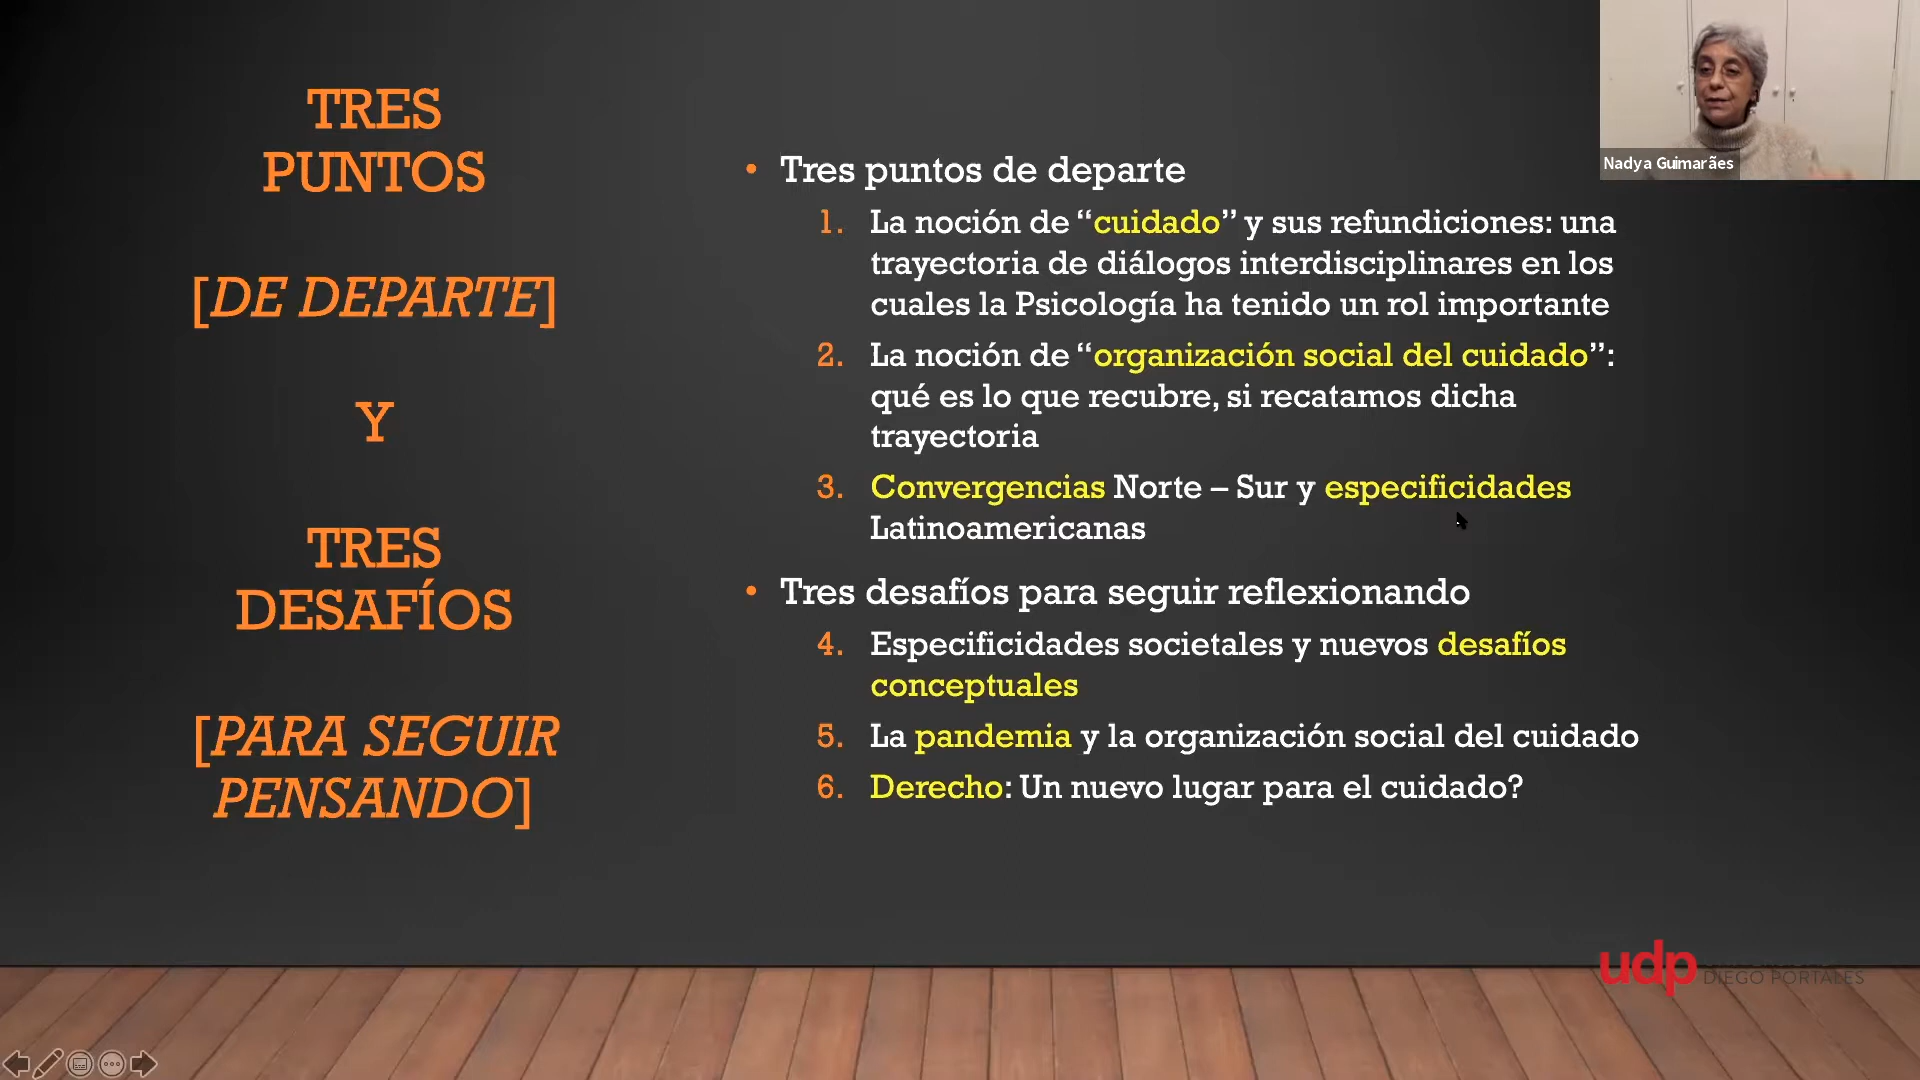 TRES
PUNTOS
[DE DEPARTE]
Y
TRES
DESAFÍOS
[PARA SEGUIR
PENSANDO]
• Tres puntos de departe
1. La noción de “cuidado” y sus refundiciones: una
trayectoria de diálogos interdisciplinares en los
cuales la Psicología ha tenido un rol importante
2. La noción de “organización social del cuidado”:
qué es lo que recubre, si recatamos dicha
trayectoria
3. Convergencias Norte – Sur y especificidades
Latinoamericanas
• Tres desafíos para seguir reflexionando
4. Especificidades societales y nuevos desafíos
conceptuales
5. La pandemia y la organización social del cuidado
6. Derecho: Un nuevo lugar para el cuidado?
Nadya Guimarães
udp
DIEGO PORTALES